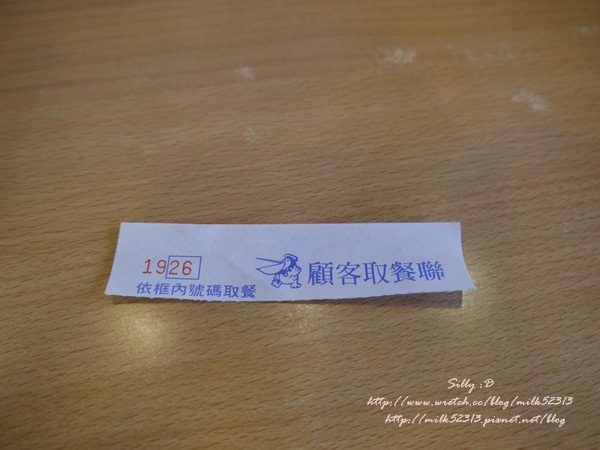 1926
依框內號碼取餐
顧客取餐聯
Silly :D
http://www.wretch.cc/blog/milk52313
http://milk52313.pixnet.net/blog